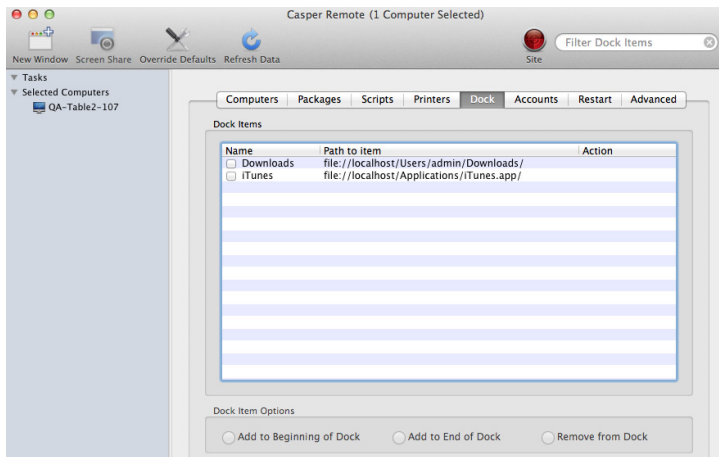 Casper Remote (1 Computer Selected)
New Window Screen Share Override Defaults Refresh Data Site Filter Dock Items
Tasks
Selected Computers
QA-Table2-107
Computers Packages Scripts Printers Dock Accounts Restart Advanced
Dock Items
Name Path to item Action
Downloads file://localhost/Users/admin/Downloads/
iTunes file://localhost/Applications/iTunes.app/
Dock Item Options
Add to Beginning of Dock Add to End of Dock Remove from Dock